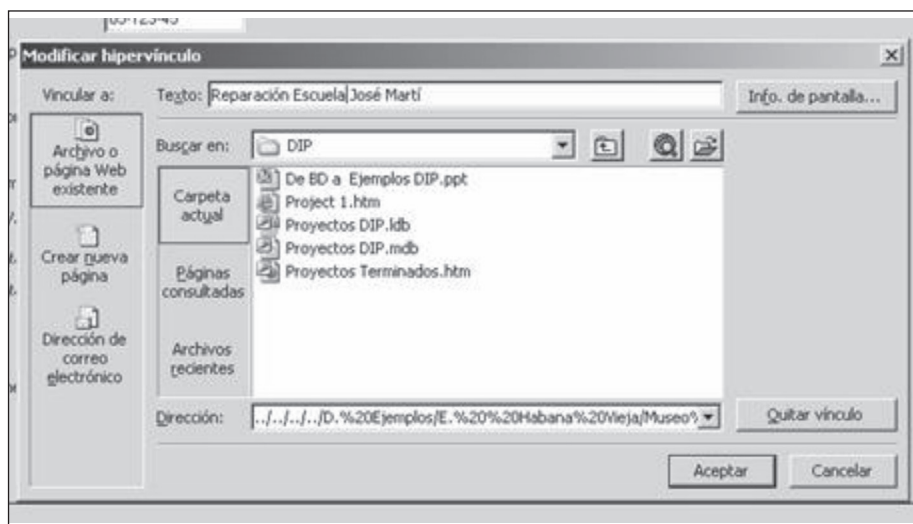 Modificar hipervínculo
Vincular a:
Texto: Reparación Escuela José Martí
Info. de pantalla...
Archivo o
página Web
existente
Crear nueva
página
Dirección de
correo
electrónico
Buscar en: DIP
Carpeta
actual
Páginas
consultadas
Archivos
recientes
De BD a Ejemplos DIP.ppt
Project 1.htm
Proyectos DIP.ldb
Proyectos DIP.mdb
Proyectos Terminados.htm
Dirección: ../../../../D.%20Ejemplos/E.%20%20Habana%20Vieja/Museo%
Quitar vínculo
Aceptar
Cancelar